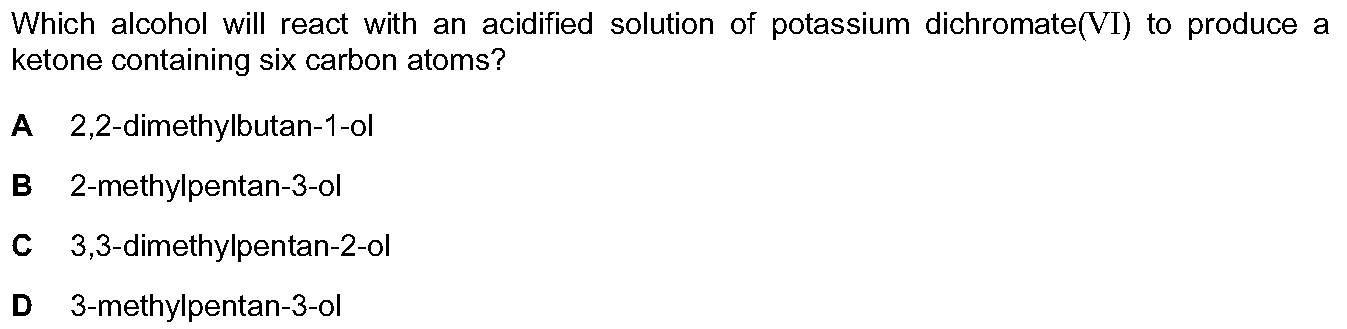 Which alcohol will react with an acidified solution of potassium dichromate(VI) to produce a
ketone containing six carbon atoms?
A 2,2-dimethylbutan-1-ol
B 2-methylpentan-3-ol
C 3,3-dimethylpentan-2-ol
D 3-methylpentan-3-ol